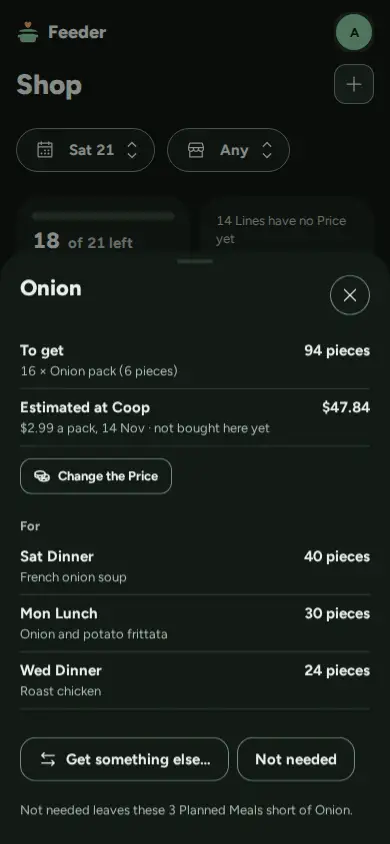 Feeder
A
Shop
Sat 21
Any
18 of 21 left
14 Lines have no Price
yet
Onion
To get
94 pieces
16 × Onion pack (6 pieces)
Estimated at Coop
$47.84
$2.99 a pack, 14 Nov · not bought here yet
Change the Price
For
Sat Dinner
40 pieces
French onion soup
Mon Lunch
30 pieces
Onion and potato frittata
Wed Dinner
24 pieces
Roast chicken
Get something else...
Not needed
Not needed leaves these 3 Planned Meals short of Onion.